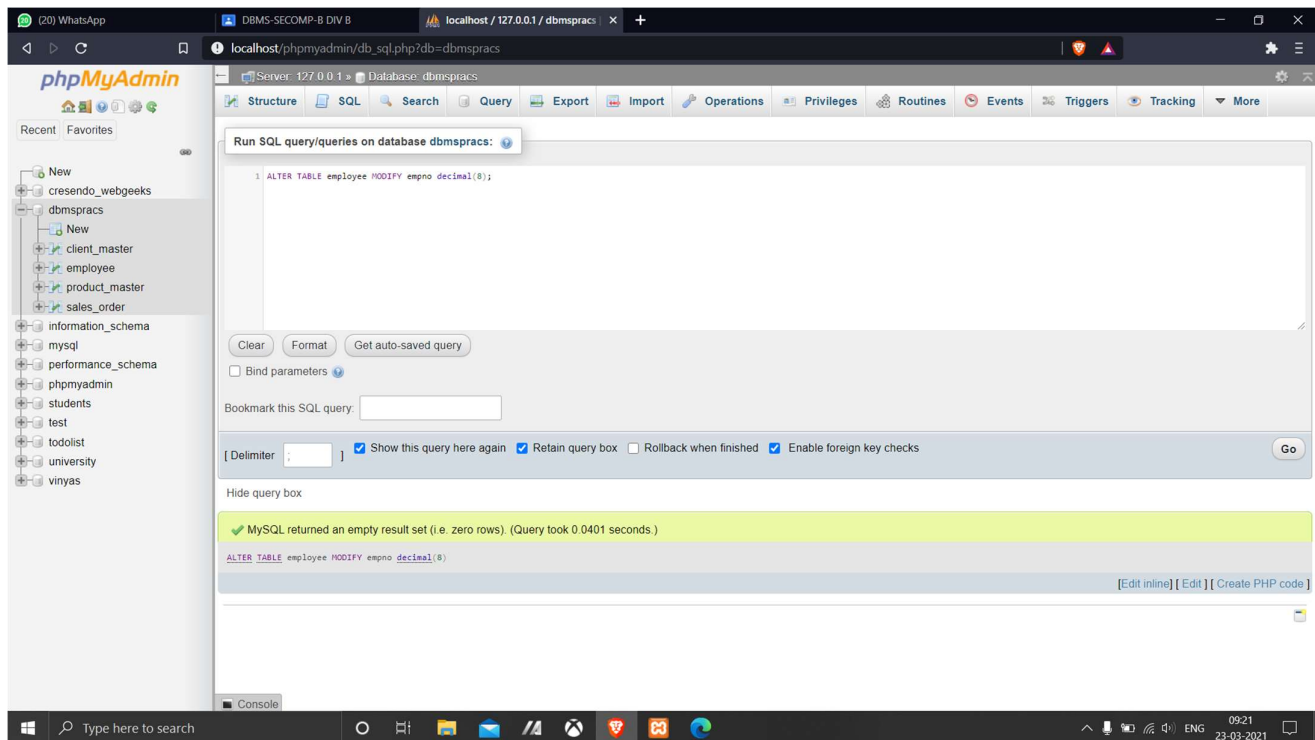 (20) WhatsApp
DBMS-SECOMP-B DIV B
localhost / 127.0.0.1 / dbmspracs
localhost/phpmyadmin/db_sql.php?db=dbmspracs
phpMyAdmin
Recent Favorites
New
cresendo_webgeeks
dbmspracs
New
client_master
employee
product_master
sales_order
information_schema
mysql
performance_schema
phpmyadmin
students
test
todolist
university
vinyas
Server: 127.0.0.1 » Database: dbmspracs
Structure SQL Search Query Export Import Operations Privileges Routines Events Triggers Tracking More
Run SQL query/queries on database dbmspracs:
1 ALTER TABLE employee MODIFY empno decimal(8);
Clear Format Get auto-saved query
Bind parameters
Bookmark this SQL query:
[ Delimiter ; ] Show this query here again Retain query box Rollback when finished Enable foreign key checks Go
Hide query box
MySQL returned an empty result set (i.e. zero rows). (Query took 0.0401 seconds.)
ALTER TABLE employee MODIFY empno decimal(8)
[Edit inline] [ Edit ] [ Create PHP code ]
Console
Type here to search
ENG
09:21
23-03-2021